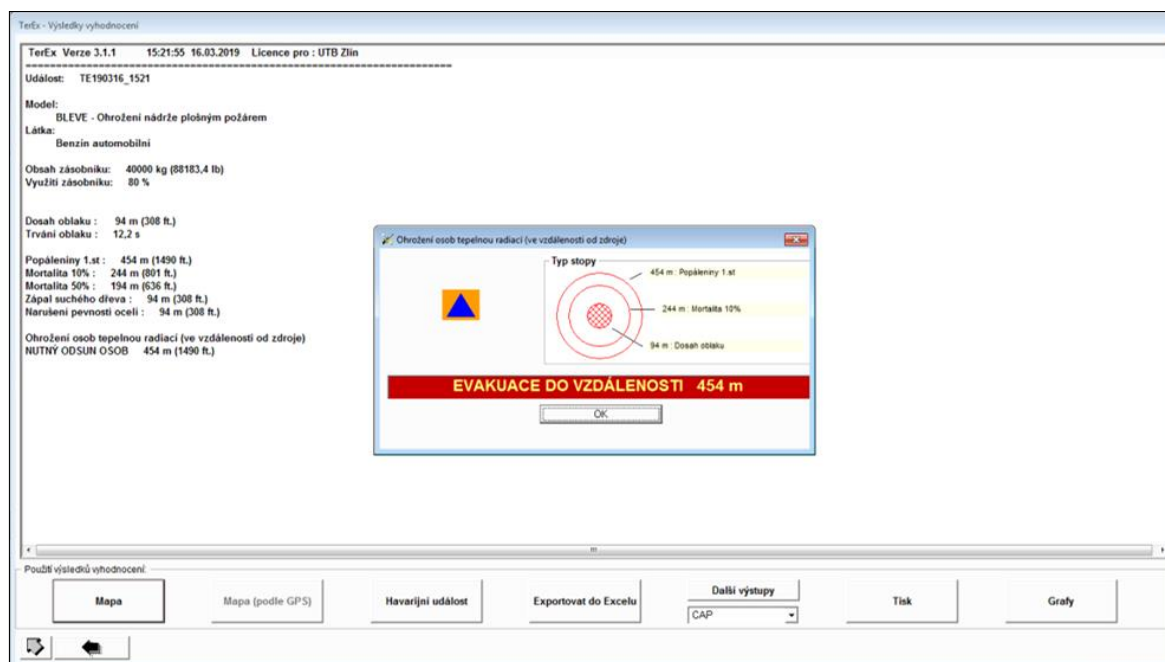 TerEx - Výsledky vyhodnocení
TerEx Verze 3.1.1 15:21:55 16.03.2019 Licence pro : UTB Zlín
======================================================================
Událost: TE190316_1521
Model:
BLEVE - Ohrožení nádrže plošným požárem
Látka:
Benzín automobilní
Obsah zásobníku: 40000 kg (88183,4 lb)
Využití zásobníku: 80 %
Dosah oblaku : 94 m (308 ft.)
Trvání oblaku : 12,2 s
Popáleniny 1.st : 454 m (1490 ft.)
Mortalita 10% : 244 m (801 ft.)
Mortalita 50% : 194 m (636 ft.)
Zápal suchého dřeva : 94 m (308 ft.)
Narušení pevnosti oceli : 94 m (308 ft.)
Ohrožení osob tepelnou radiací (ve vzdálenosti od zdroje)
NUTNÝ ODSUN OSOB 454 m (1490 ft.)
Ohrožení osob tepelnou radiací (ve vzdálenosti od zdroje)
Typ stopy
454 m : Popáleniny 1.st
244 m : Mortalita 10%
94 m : Dosah oblaku
EVAKUACE DO VZDÁLENOSTI 454 m
OK
Použití výsledků vyhodnocení:
Mapa
Mapa (podle GPS)
Havarijní událost
Exportovat do Excelu
Další výstupy
CAP
Tisk
Grafy